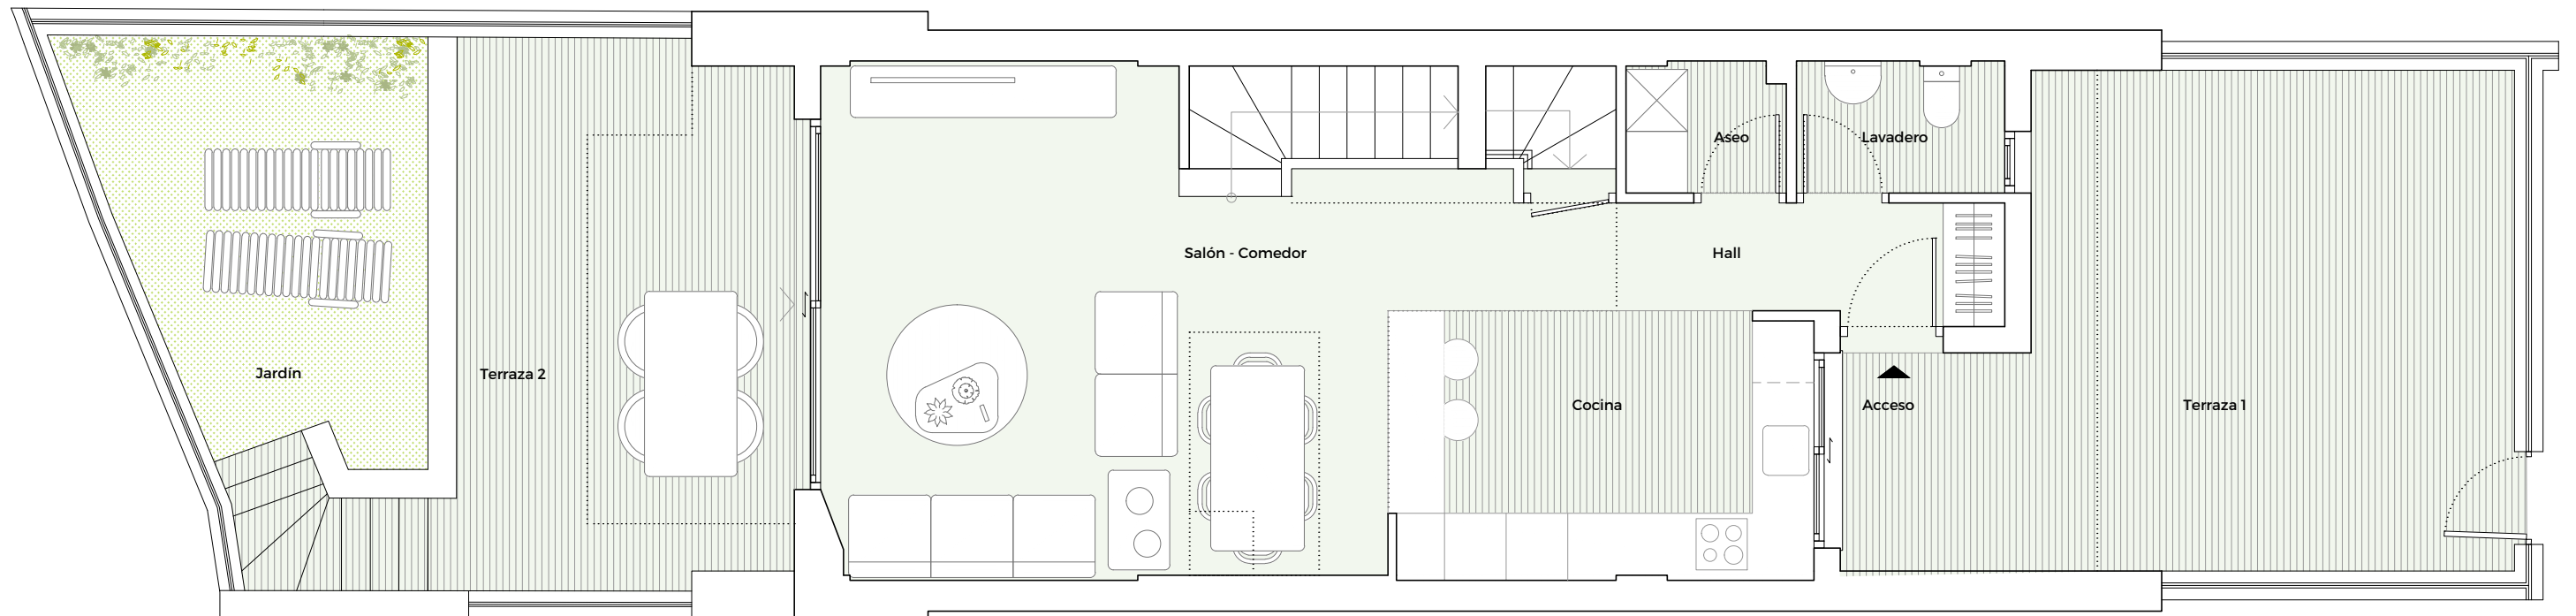 Aseo
Lavadero
Salón - Comedor
Hall
Jardín
Terraza 2
Cocina
Acceso
Terraza 1